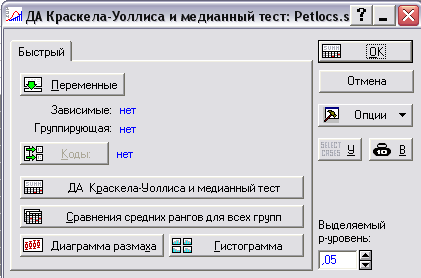 ДА Краскела-Уоллиса и медианный тест: Petlocs.s
?
Быстрый
OK
Отмена
Переменные
Зависимые: нет
Группирующая: нет
Опции
Коды: нет
SELECT CASES У
В
ДА Краскела-Уоллиса и медианный тест
Сравнения средних рангов для всех групп
Диаграмма размаха
Гистограмма
Выделяемый
p-уровень:
,05